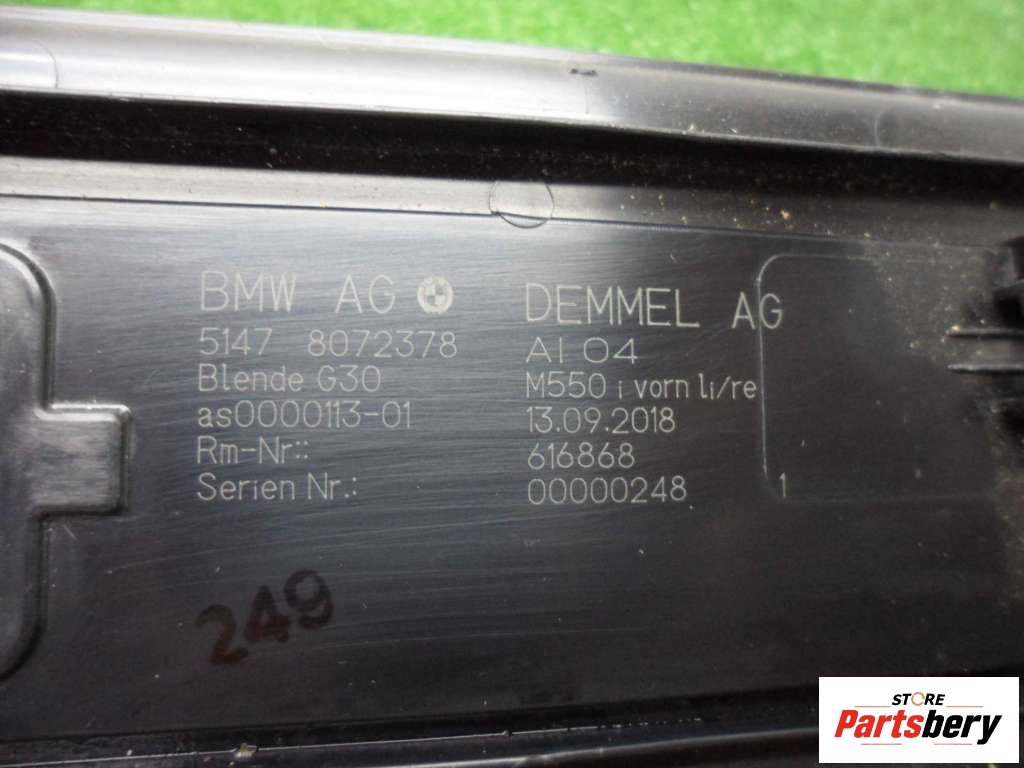 BMW AG DEMMEL AG
5147 8072378 AI 04
Blende G30 M550 i vorn li/re
as0000113-01 13.09.2018
Rm-Nr:: 616868
Serien Nr.: 00000248 1
249
STORE
Partsbery